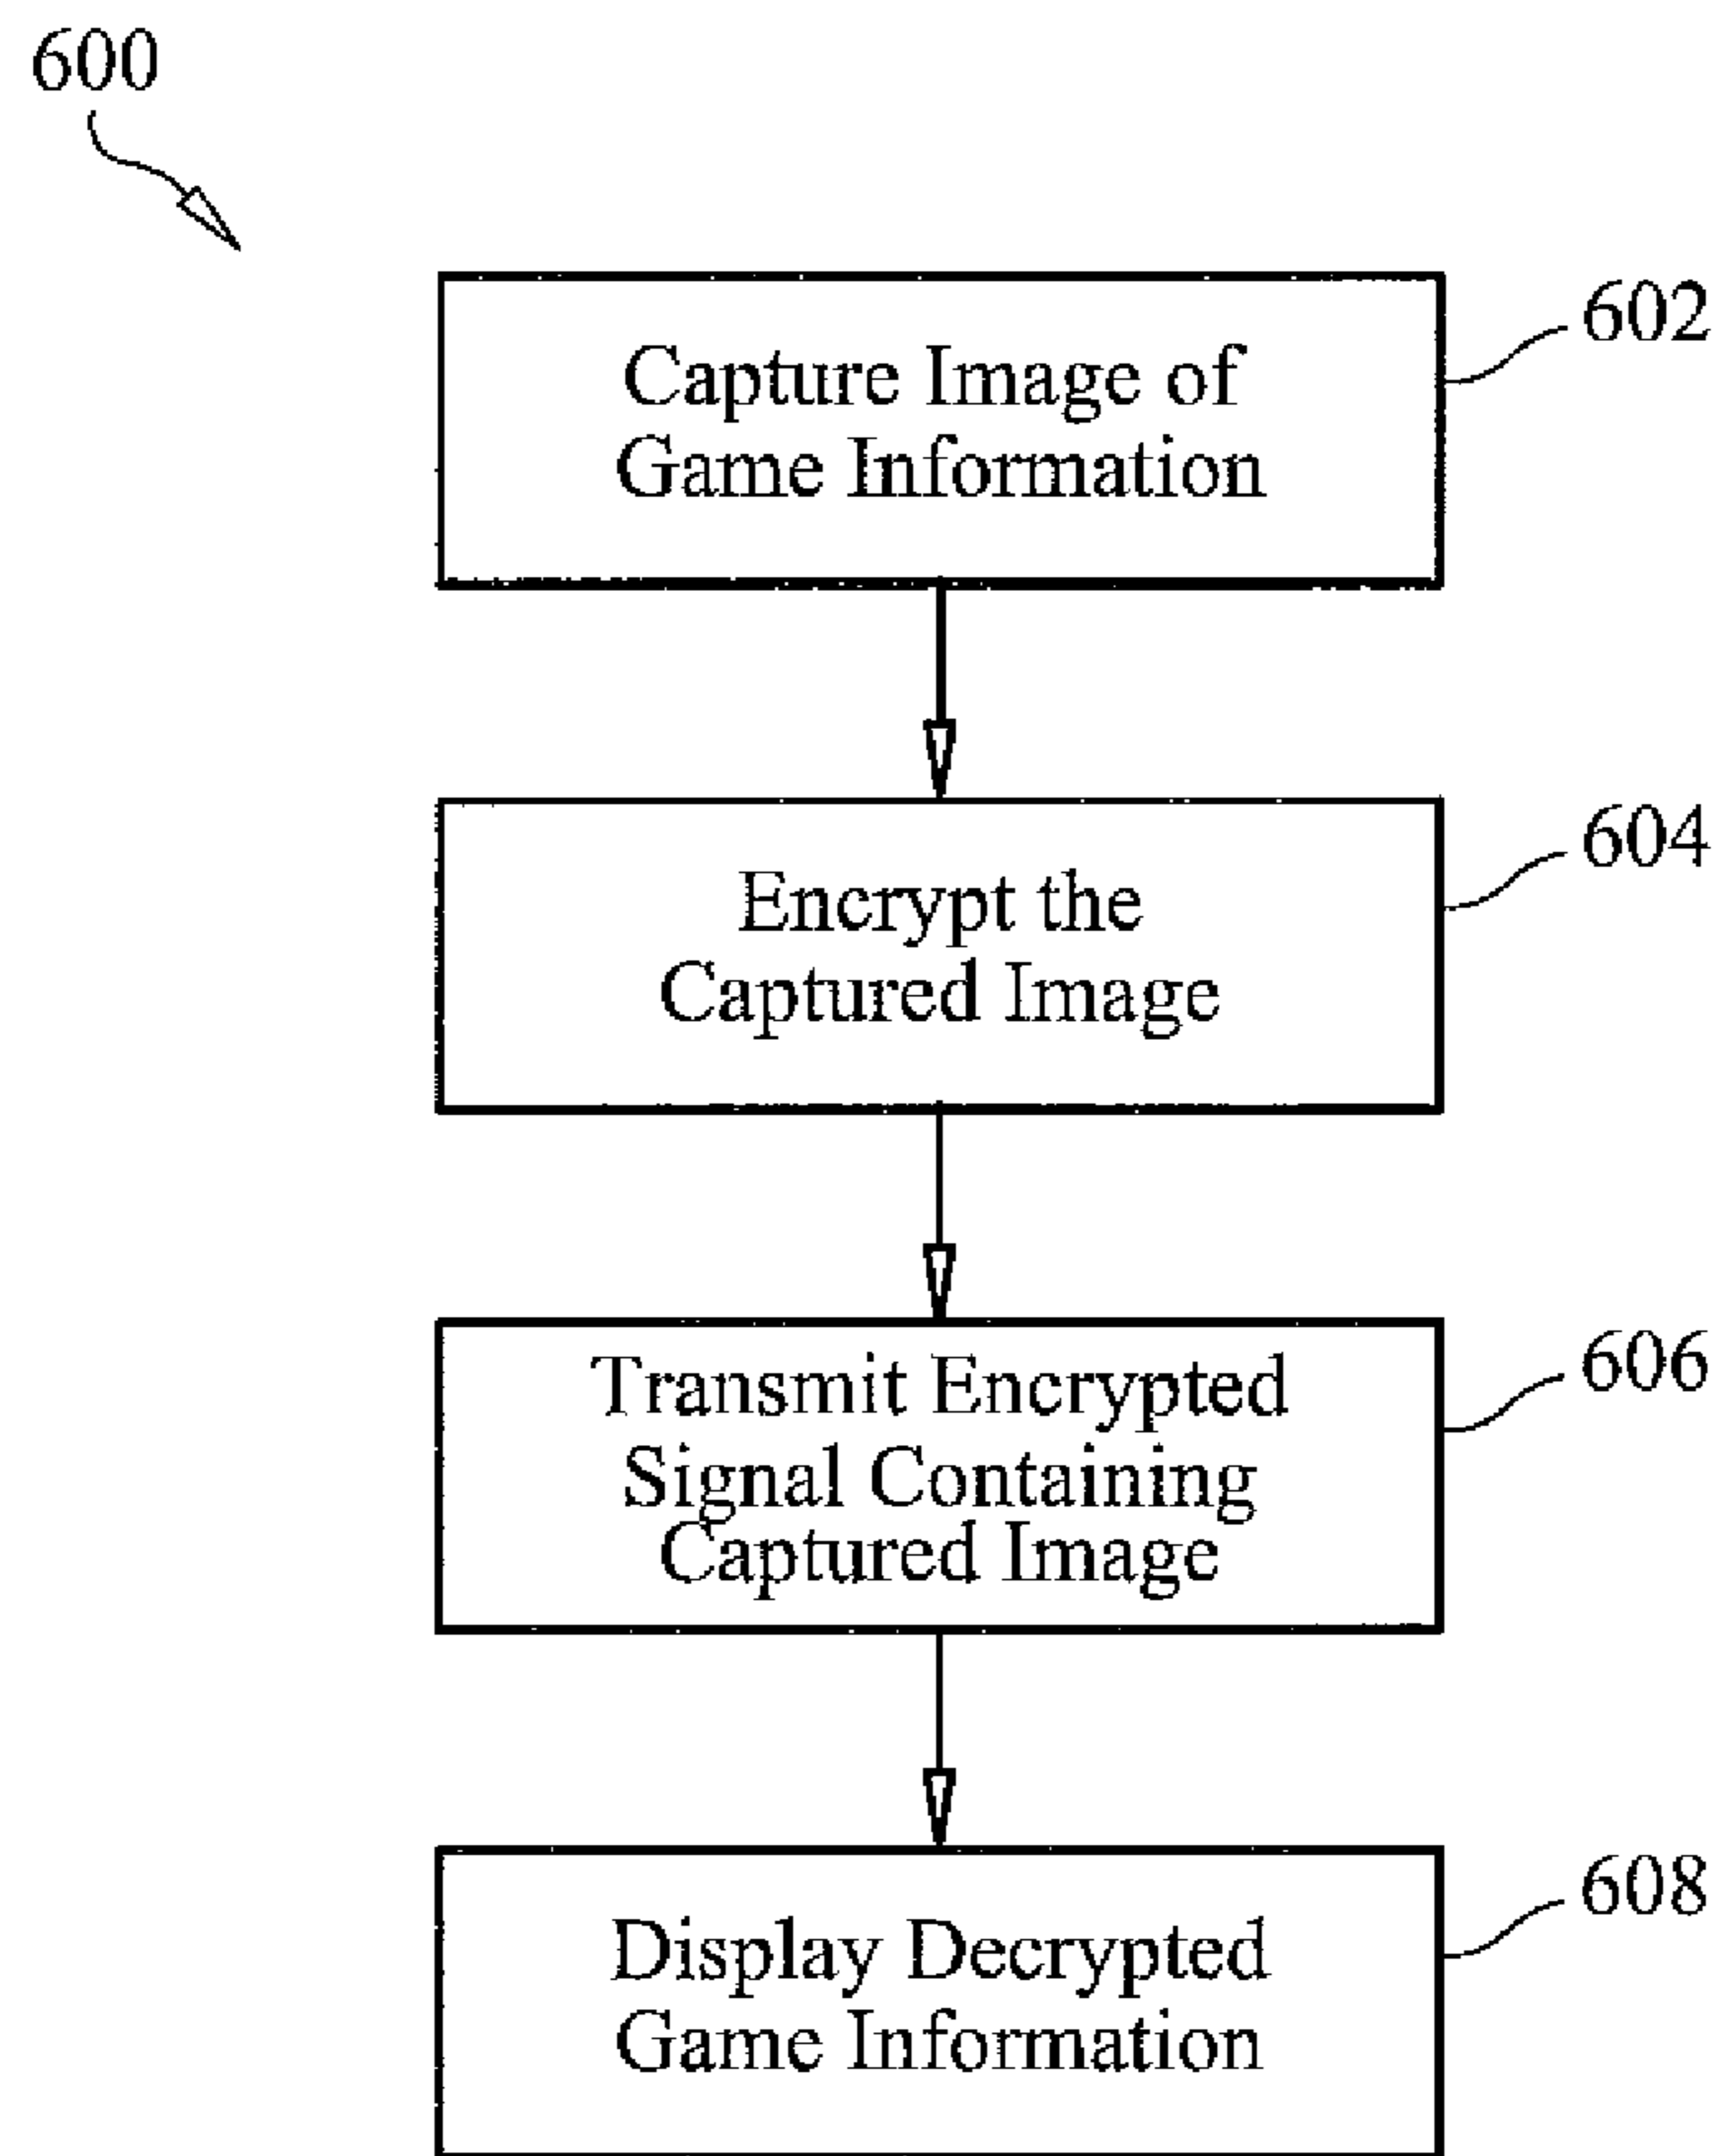 600
602
Capture Image of
Game Information
604
Encrypt the
Captured Image
606
Transmit Encrypted
Signal Containing
Captured Image
608
Display Decrypted
Game Information